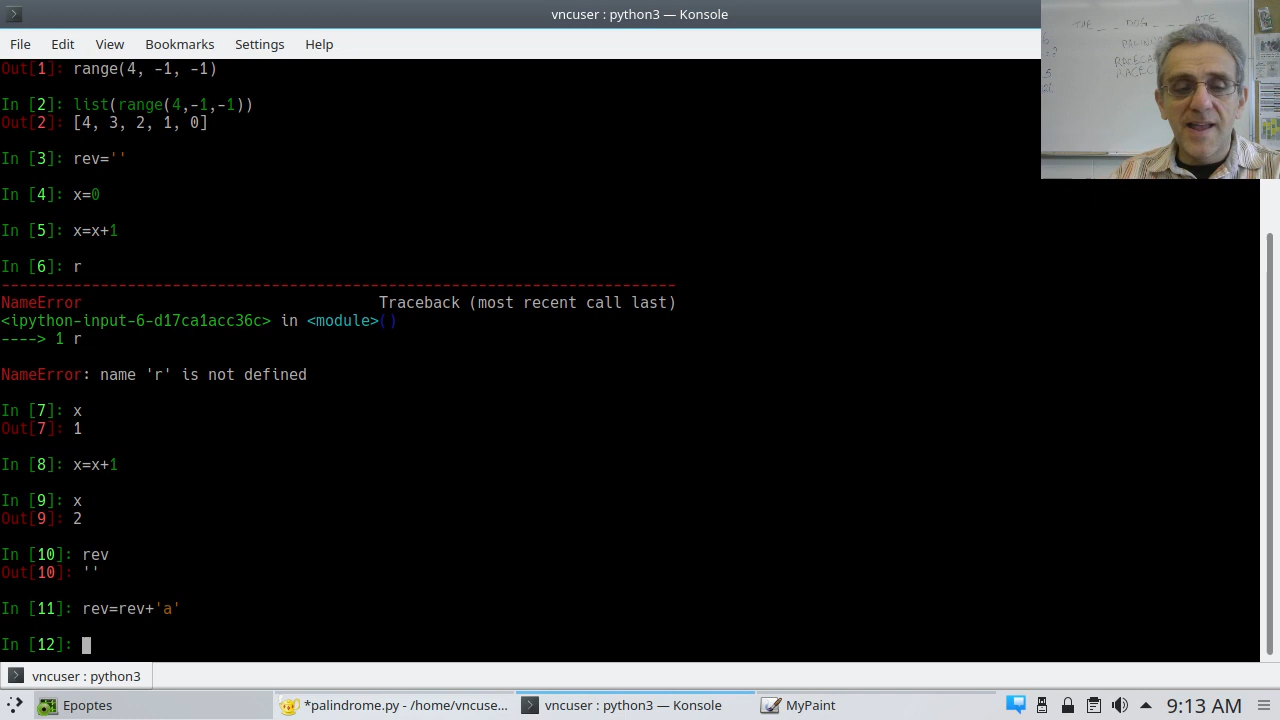 vncuser : python3 — Konsole
File Edit View Bookmarks Settings Help
THE _ _ DOG _ _ _ ATE
Out[1]: range(4, -1, -1)
In [2]: list(range(4,-1,-1))
Out[2]: [4, 3, 2, 1, 0]
In [3]: rev=''
In [4]: x=0
In [5]: x=x+1
In [6]: r
---------------------------------------------------------------------------
NameError                                 Traceback (most recent call last)
<ipython-input-6-d17ca1acc36c> in <module>()
----> 1 r
NameError: name 'r' is not defined
In [7]: x
Out[7]: 1
In [8]: x=x+1
In [9]: x
Out[9]: 2
In [10]: rev
Out[10]: ''
In [11]: rev=rev+'a'
In [12]:
vncuser : python3
Epoptes *palindrome.py - /home/vncuse... vncuser : python3 — Konsole MyPaint 9:13 AM